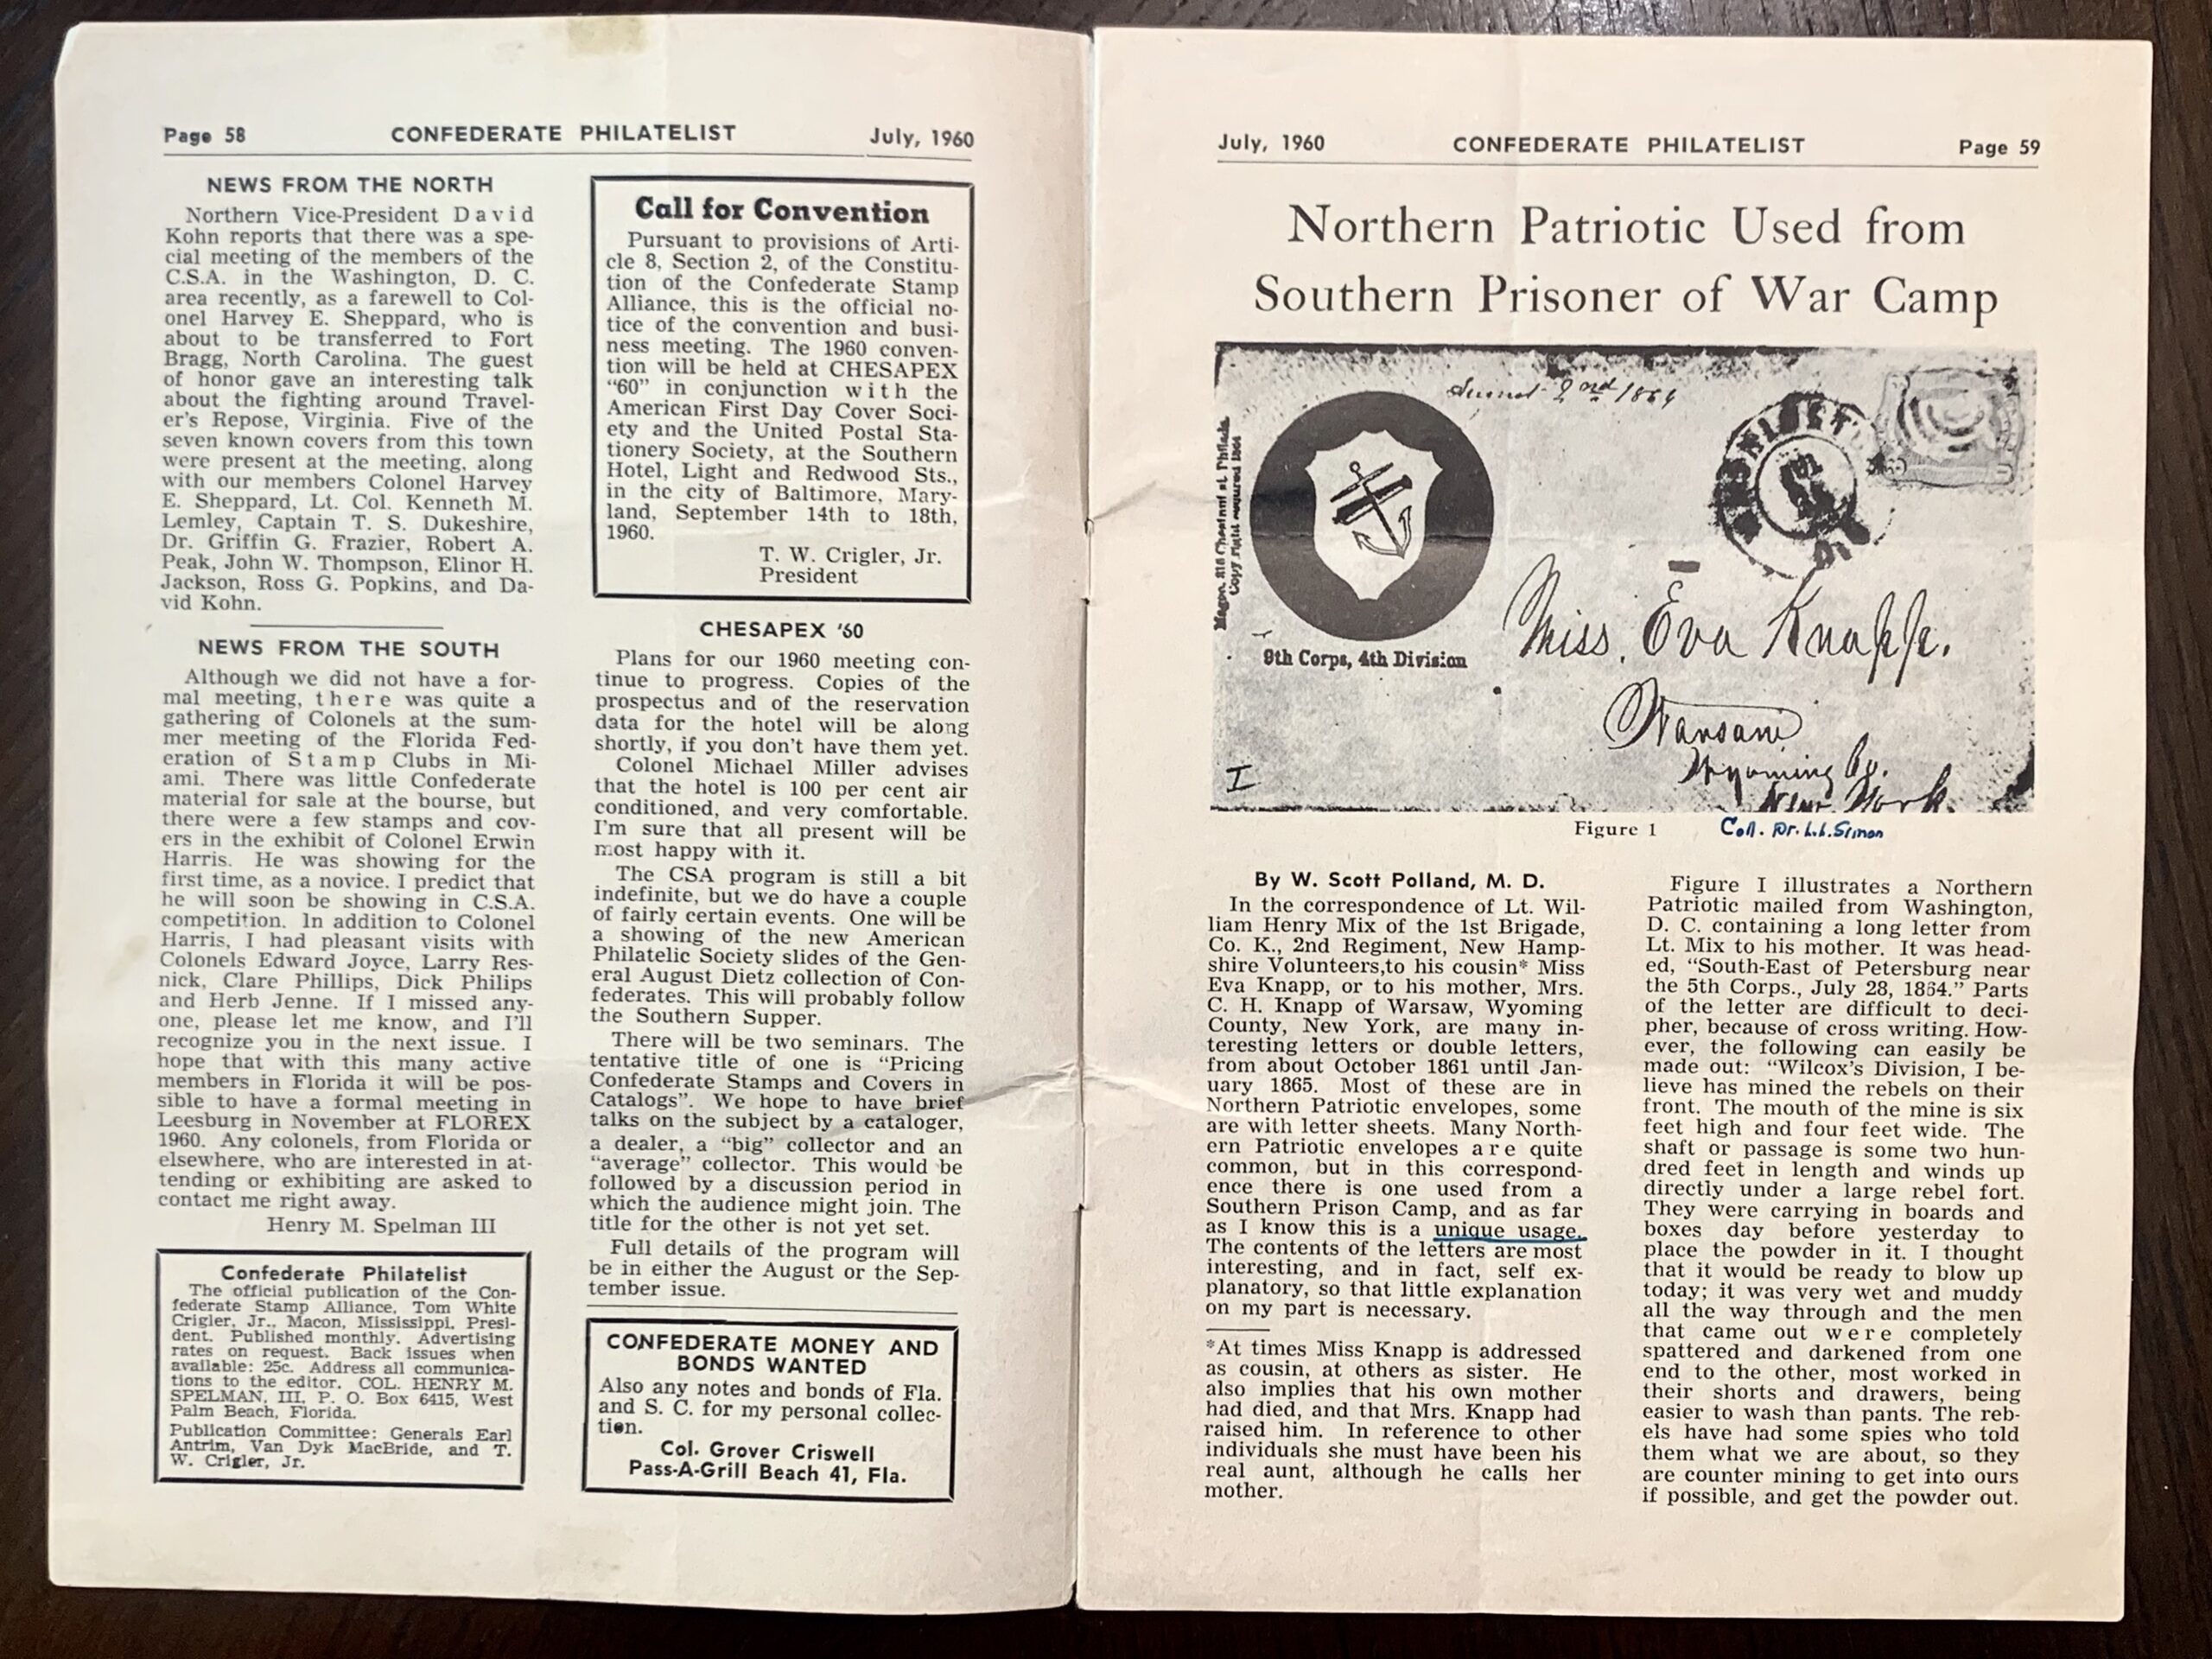 Page 58 CONFEDERATE PHILATELIST July, 1960
NEWS FROM THE NORTH
Northern Vice-President David
Kohn reports that there was a spe-
cial meeting of the members of the
C.S.A. in the Washington, D. C.
area recently, as a farewell to Col-
onel Harvey E. Sheppard, who is
about to be transferred to Fort
Bragg, North Carolina. The guest
of honor gave an interesting talk
about the fighting around Travel-
er's Repose, Virginia. Five of the
seven known covers from this town
were present at the meeting, along
with our members Colonel Harvey
E. Sheppard, Lt. Col. Kenneth M.
Lemley, Captain T. S. Dukeshire,
Dr. Griffin G. Frazier, Robert A.
Peak, John W. Thompson, Elinor H.
Jackson, Ross G. Popkins, and Da-
vid Kohn.
NEWS FROM THE SOUTH
Although we did not have a for-
mal meeting, there was quite a
gathering of Colonels at the sum-
mer meeting of the Florida Fed-
eration of Stamp Clubs in Mi-
ami. There was little Confederate
material for sale at the bourse, but
there were a few stamps and cov-
ers in the exhibit of Colonel Erwin
Harris. He was showing for the
first time, as a novice. I predict that
he will soon be showing in C.S.A.
competition. In addition to Colonel
Harris, I had pleasant visits with
Colonels Edward Joyce, Larry Res-
nick, Clare Phillips, Dick Philips
and Herb Jenne. If I missed any-
one, please let me know, and I'll
recognize you in the next issue. I
hope that with this many active
members in Florida it will be pos-
sible to have a formal meeting in
Leesburg in November at FLOREX
1960. Any colonels, from Florida or
elsewhere, who are interested in at-
tending or exhibiting are asked to
contact me right away.
Henry M. Spelman III
Confederate Philatelist
The official publication of the Con-
federate Stamp Alliance, Tom White
Crigler, Jr., Macon, Mississippi, Presi-
dent. Published monthly. Advertising
rates on request. Back issues when
available: 25c. Address all communica-
tions to the editor. COL. HENRY M.
SPELMAN, III, P. O. Box 6415, West
Palm Beach, Florida.
Publication Committee: Generals Earl
Antrim, Van Dyk MacBride, and T.
W. Crigler, Jr.
Call for Convention
Pursuant to provisions of Arti-
cle 8, Section 2, of the Constitu-
tion of the Confederate Stamp
Alliance, this is the official no-
tice of the convention and busi-
ness meeting. The 1960 conven-
tion will be held at CHESAPEX
"60" in conjunction with the
American First Day Cover Soci-
ety and the United Postal Sta-
tionery Society, at the Southern
Hotel, Light and Redwood Sts.,
in the city of Baltimore, Mary-
land, September 14th to 18th,
1960.
T. W. Crigler, Jr.
President
CHESAPEX '60
Plans for our 1960 meeting con-
tinue to progress. Copies of the
prospectus and of the reservation
data for the hotel will be along
shortly, if you don't have them yet.
Colonel Michael Miller advises
that the hotel is 100 per cent air
conditioned, and very comfortable.
I'm sure that all present will be
most happy with it.
The CSA program is still a bit
indefinite, but we do have a couple
of fairly certain events. One will be
a showing of the new American
Philatelic Society slides of the Gen-
eral August Dietz collection of Con-
federates. This will probably follow
the Southern Supper.
There will be two seminars. The
tentative title of one is "Pricing
Confederate Stamps and Covers in
Catalogs". We hope to have brief
talks on the subject by a cataloger,
a dealer, a "big" collector and an
"average" collector. This would be
followed by a discussion period in
which the audience might join. The
title for the other is not yet set.
Full details of the program will
be in either the August or the Sep-
tember issue.
CONFEDERATE MONEY AND
BONDS WANTED
Also any notes and bonds of Fla.
and S. C. for my personal collec-
tion.
Col. Grover Criswell
Pass-A-Grill Beach 41, Fla.
July, 1960 CONFEDERATE PHILATELIST Page 59
Northern Patriotic Used from
Southern Prisoner of War Camp
2nd 1864
Magee, 316 Chestnut st. Philada.
9th Corps, 4th Division
Miss. Eva Knapp.
Warsaw
Wyoming Co.
New York.
I
Figure 1 Coll. Dr. L.L. Simon
By W. Scott Polland, M. D.
In the correspondence of Lt. Wil-
liam Henry Mix of the 1st Brigade,
Co. K., 2nd Regiment, New Hamp-
shire Volunteers,to his cousin* Miss
Eva Knapp, or to his mother, Mrs.
C. H. Knapp of Warsaw, Wyoming
County, New York, are many in-
teresting letters or double letters,
from about October 1861 until Jan-
uary 1865. Most of these are in
Northern Patriotic envelopes, some
are with letter sheets. Many North-
ern Patriotic envelopes are quite
common, but in this correspond-
ence there is one used from a
Southern Prison Camp, and as far
as I know this is a unique usage.
The contents of the letters are most
interesting, and in fact, self ex-
planatory, so that little explanation
on my part is necessary.
*At times Miss Knapp is addressed
as cousin, at others as sister. He
also implies that his own mother
had died, and that Mrs. Knapp had
raised him. In reference to other
individuals she must have been his
real aunt, although he calls her
mother.
Figure I illustrates a Northern
Patriotic mailed from Washington,
D. C. containing a long letter from
Lt. Mix to his mother. It was head-
ed, "South-East of Petersburg near
the 5th Corps., July 28, 1864." Parts
of the letter are difficult to deci-
pher, because of cross writing. How-
ever, the following can easily be
made out: "Wilcox's Division, I be-
lieve has mined the rebels on their
front. The mouth of the mine is six
feet high and four feet wide. The
shaft or passage is some two hun-
dred feet in length and winds up
directly under a large rebel fort.
They were carrying in boards and
boxes day before yesterday to
place the powder in it. I thought
that it would be ready to blow up
today; it was very wet and muddy
all the way through and the men
that came out were completely
spattered and darkened from one
end to the other, most worked in
their shorts and drawers, being
easier to wash than pants. The reb-
els have had some spies who told
them what we are about, so they
are counter mining to get into ours
if possible, and get the powder out.